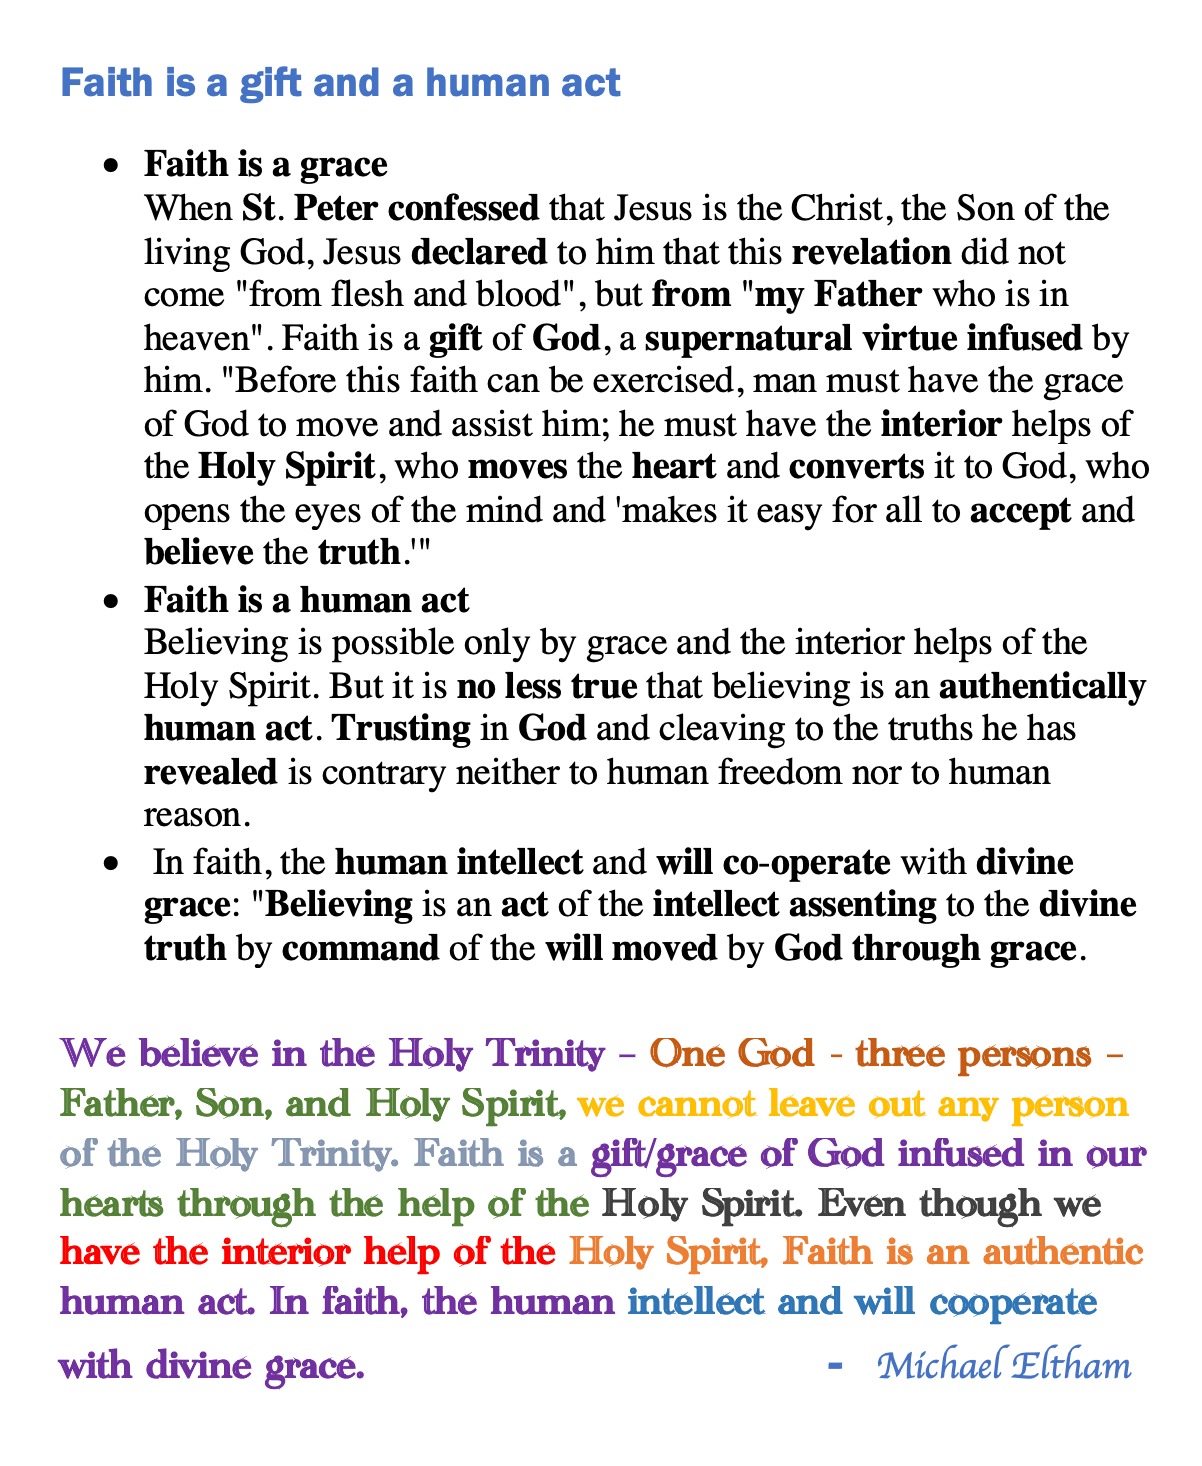 Faith is a gift and a human act
• Faith is a grace
When St. Peter confessed that Jesus is the Christ, the Son of the
living God, Jesus declared to him that this revelation did not
come "from flesh and blood", but from "my Father who is in
heaven". Faith is a gift of God, a supernatural virtue infused by
him. "Before this faith can be exercised, man must have the grace
of God to move and assist him; he must have the interior helps of
the Holy Spirit, who moves the heart and converts it to God, who
opens the eyes of the mind and 'makes it easy for all to accept and
believe the truth.'"
• Faith is a human act
Believing is possible only by grace and the interior helps of the
Holy Spirit. But it is no less true that believing is an authentically
human act. Trusting in God and cleaving to the truths he has
revealed is contrary neither to human freedom nor to human
reason.
• In faith, the human intellect and will co-operate with divine
grace: "Believing is an act of the intellect assenting to the divine
truth by command of the will moved by God through grace.
We believe in the Holy Trinity – One God - three persons –
Father, Son, and Holy Spirit, we cannot leave out any person
of the Holy Trinity. Faith is a gift/grace of God infused in our
hearts through the help of the Holy Spirit. Even though we
have the interior help of the Holy Spirit, Faith is an authentic
human act. In faith, the human intellect and will cooperate
with divine grace. - Michael Eltham